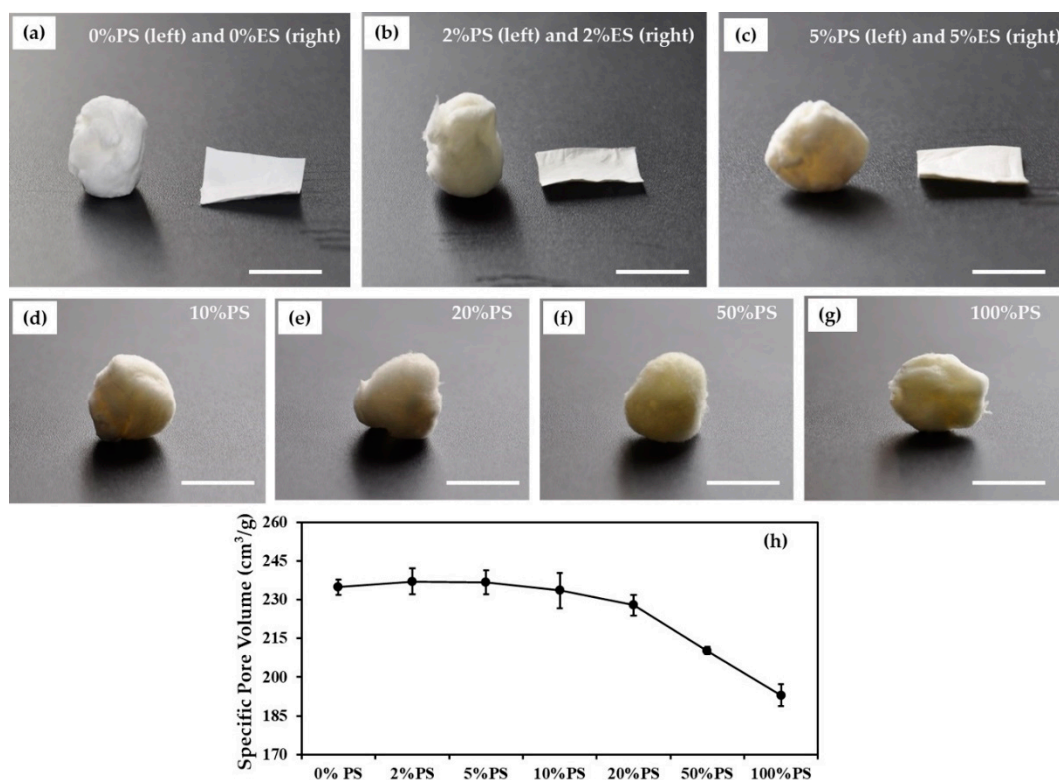 (a) 0%PS (left) and 0%ES (right)
(b) 2%PS (left) and 2%ES (right)
(c) 5%PS (left) and 5%ES (right)
(d) 10%PS
(e) 20%PS
(f) 50%PS
(g) 100%PS
(h)
Specific Pore Volume (cm³/g)
260
245
230
215
200
185
170
0% PS 2%PS 5%PS 10%PS 20%PS 50%PS 100%PS